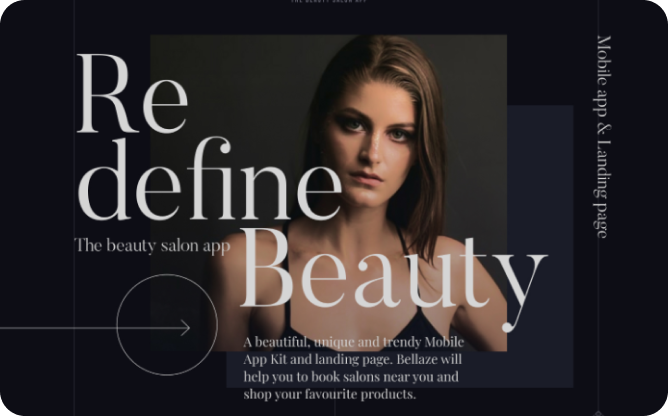 THE BEAUTY SALON APP
Re
define
Beauty
The beauty salon app
A beautiful, unique and trendy Mobile
App Kit and landing page. Bellaze will
help you to book salons near you and
shop your favourite products.
Mobile app & Landing page